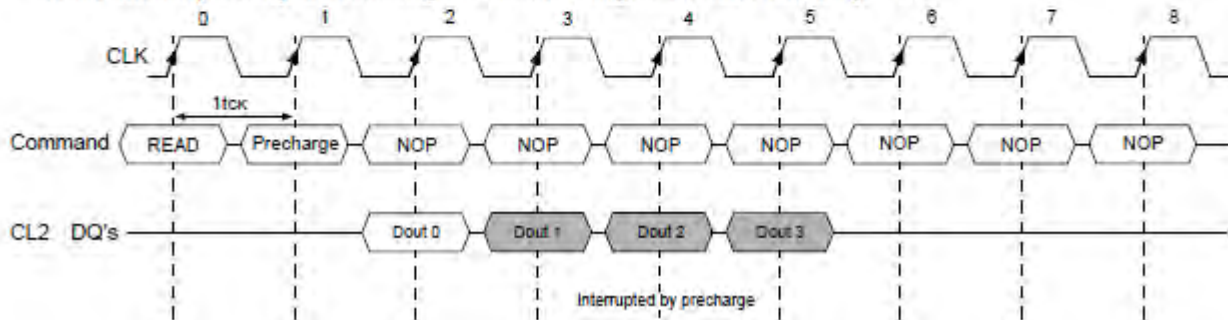 0 1 2 3 4 5 6 7 8
CLK
1tCK
Command READ Precharge NOP NOP NOP NOP NOP NOP NOP
CL2 DQ's Dout 0 Dout 1 Dout 2 Dout 3
Interrupted by precharge